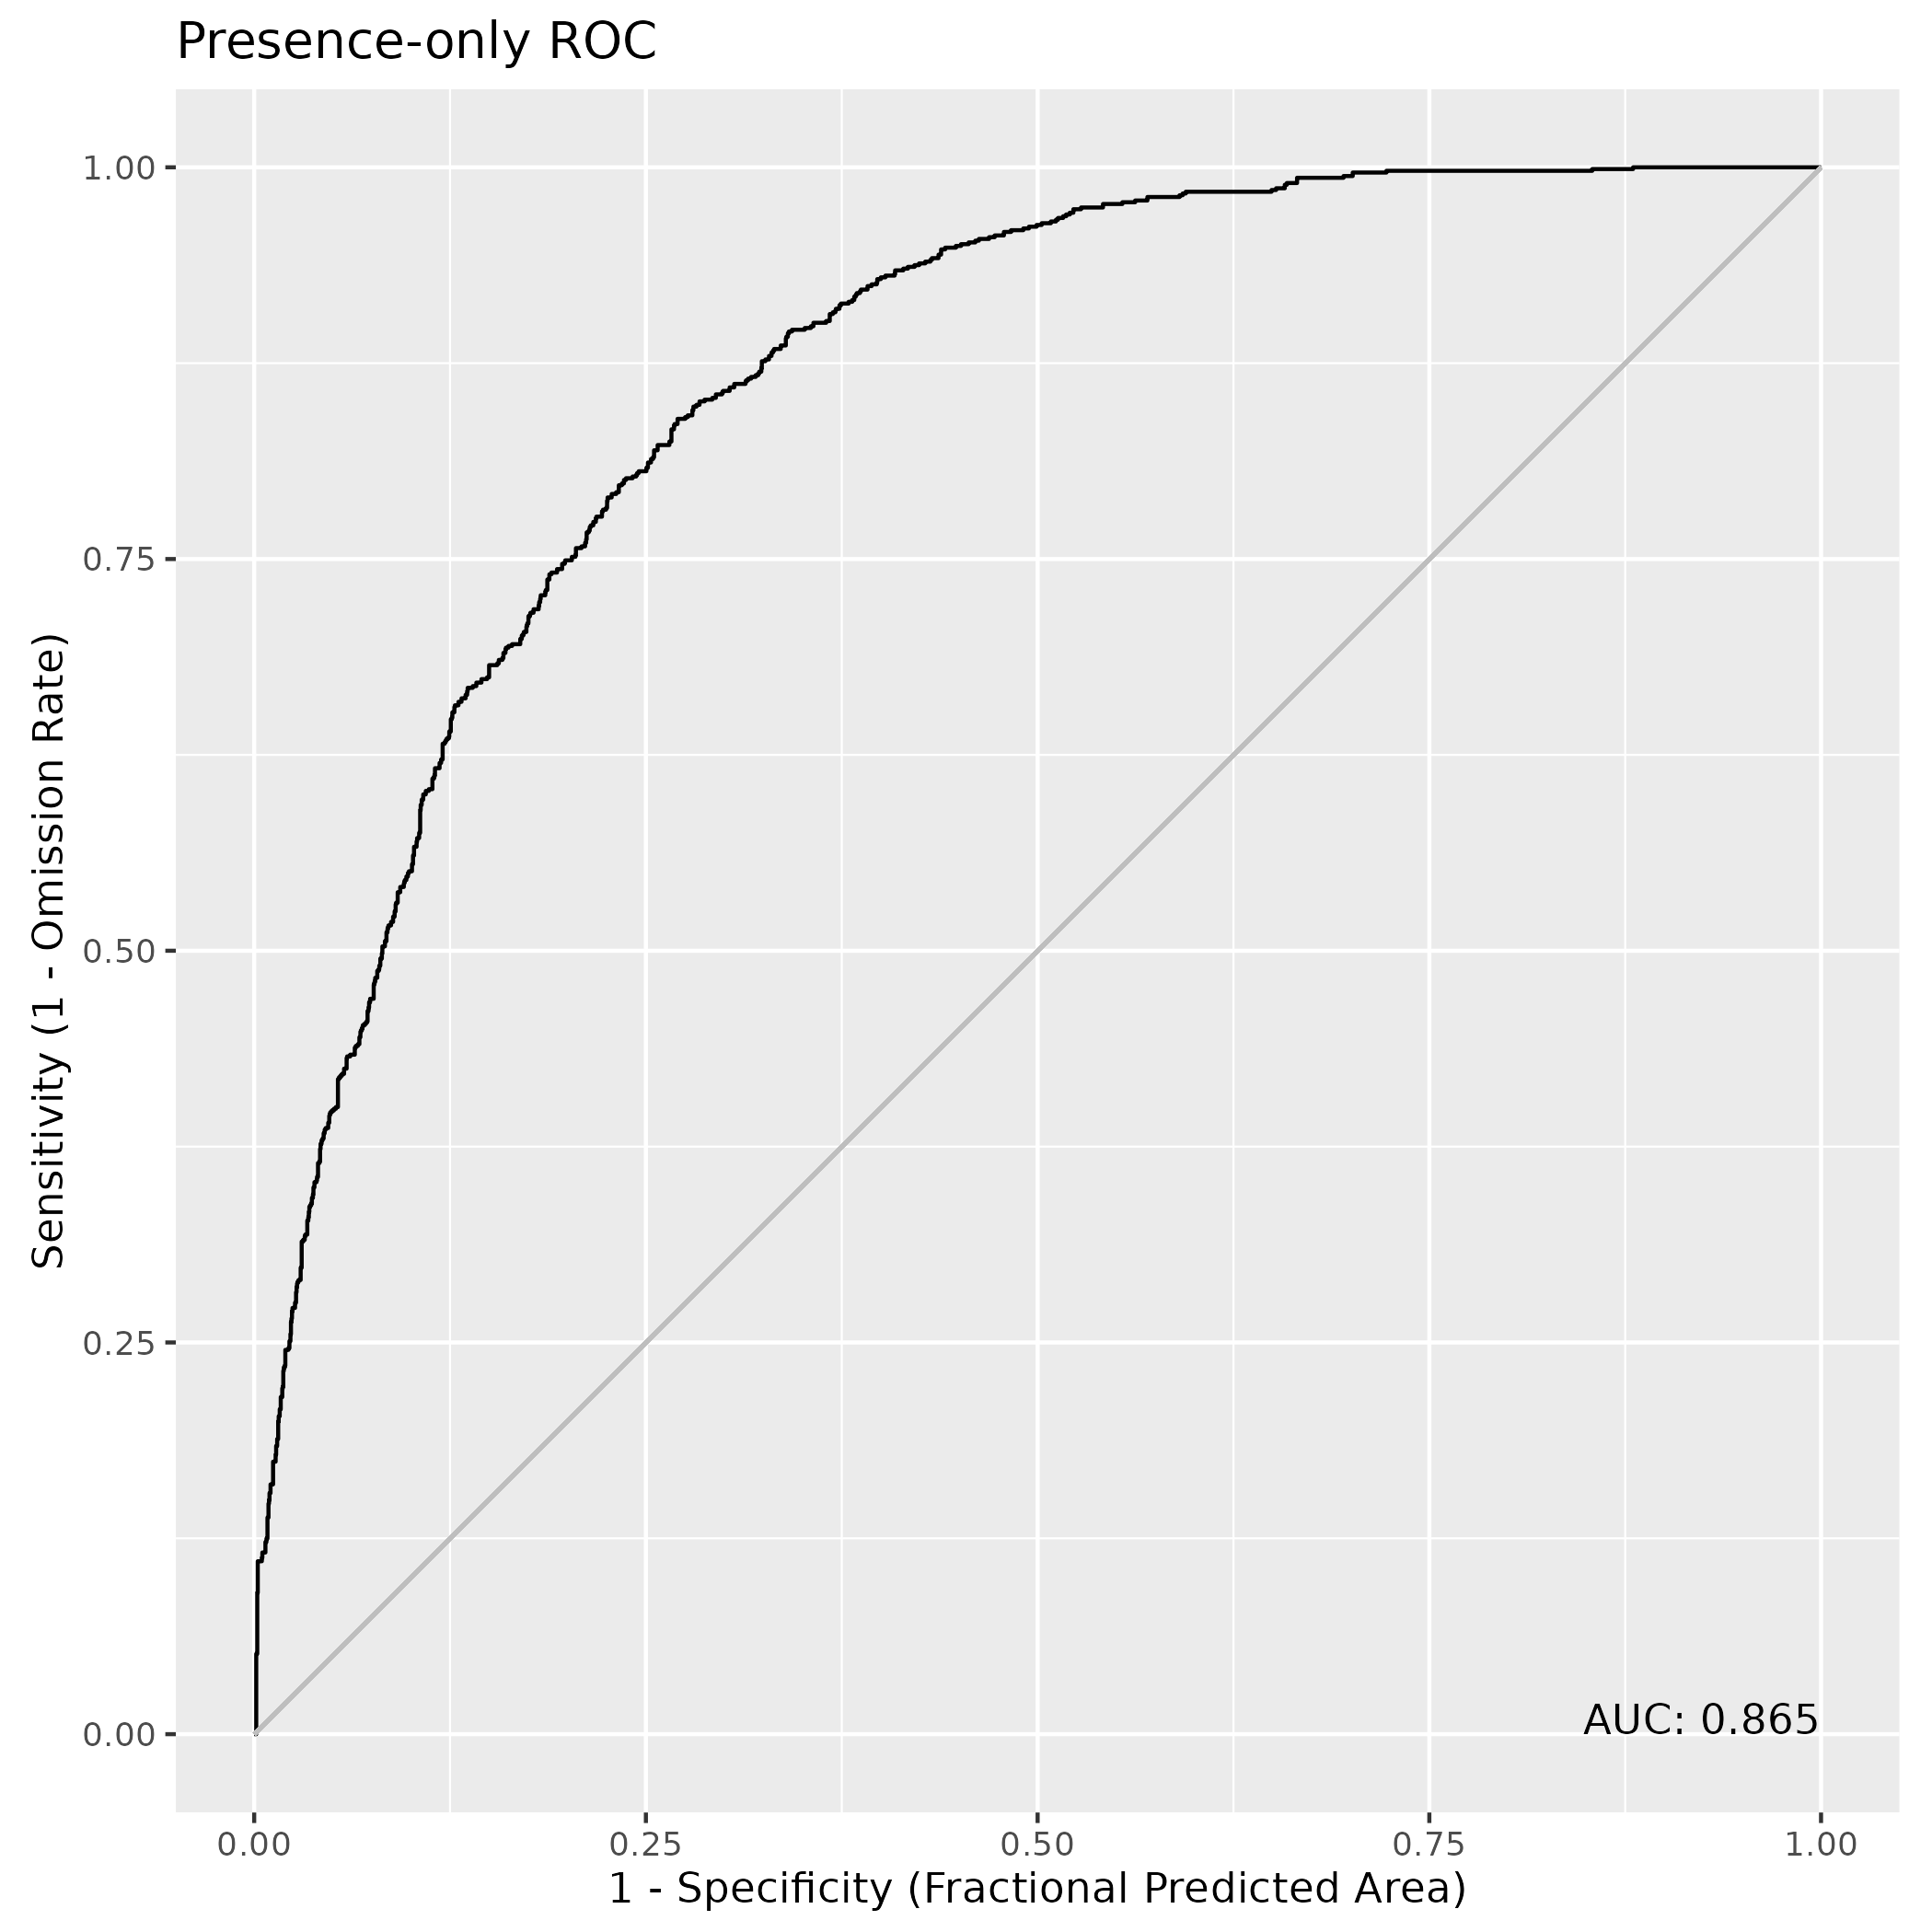 Presence-only ROC
Sensitivity (1 - Omission Rate)
1.00
0.75
0.50
0.25
0.00
AUC: 0.865
0.00 0.25 0.50 0.75 1.00
1 - Specificity (Fractional Predicted Area)